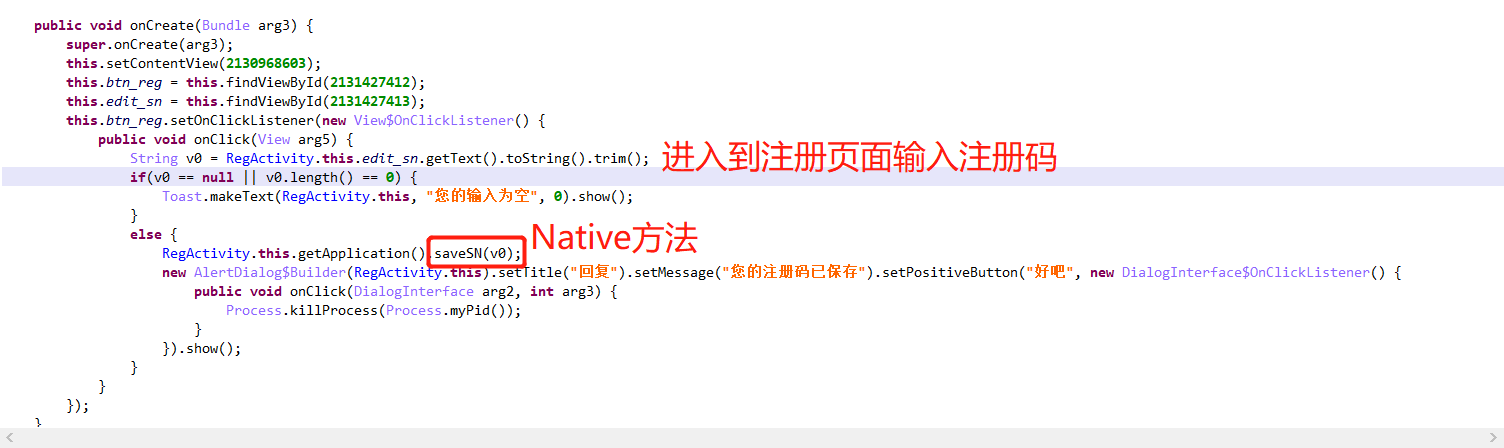 public void onCreate(Bundle arg3) {
super.onCreate(arg3);
this.setContentView(2130968603);
this.btn_reg = this.findViewById(2131427412);
this.edit_sn = this.findViewById(2131427413);
this.btn_reg.setOnClickListener(new View$OnClickListener() {
public void onClick(View arg5) {
String v0 = RegActivity.this.edit_sn.getText().toString().trim(); 进入到注册页面输入注册码
if(v0 == null || v0.length() == 0) {
Toast.makeText(RegActivity.this, "您的输入为空", 0).show();
}
else {
RegActivity.this.getApplication().saveSN(v0); Native方法
new AlertDialog$Builder(RegActivity.this).setTitle("回复").setMessage("您的注册码已保存").setPositiveButton("好吧", new DialogInterface$OnClickListener() {
public void onClick(DialogInterface arg2, int arg3) {
Process.killProcess(Process.myPid());
}
}).show();
}
}
});
}